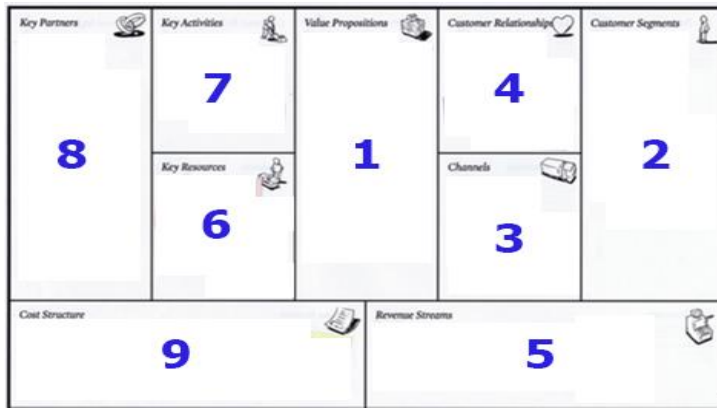 Key Partners
8
Key Activities
7
Key Resources
6
Value Propositions
1
Customer Relationships
4
Channels
3
Customer Segments
2
Cost Structure
9
Revenue Streams
5